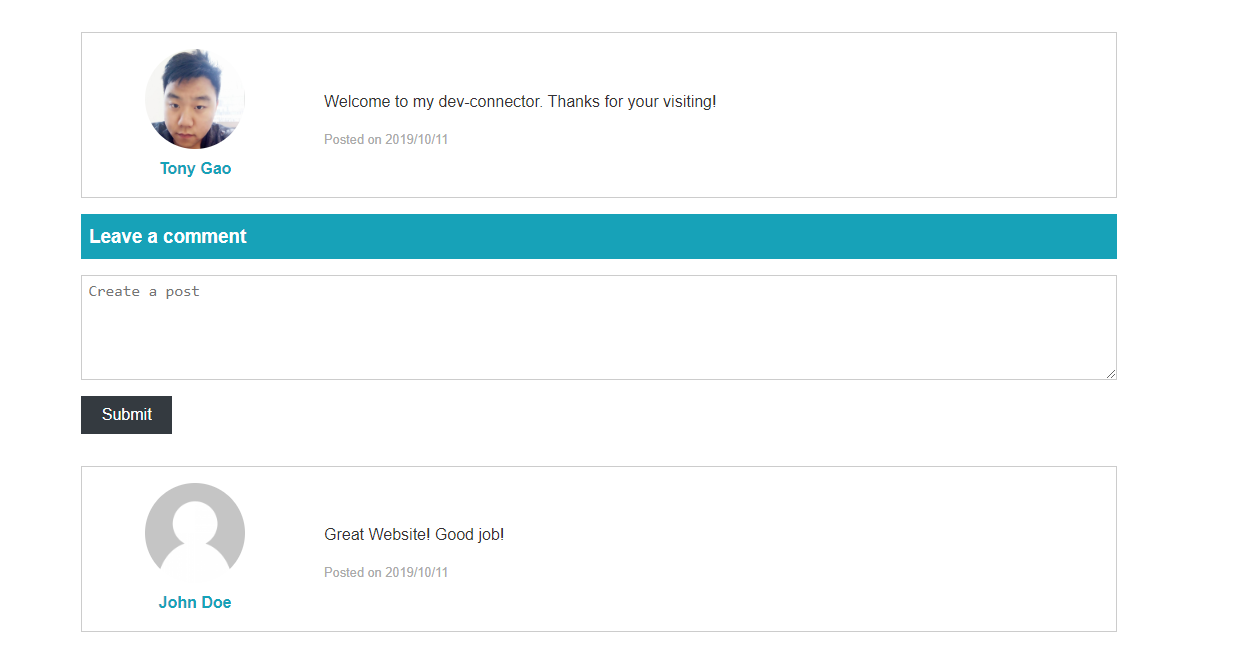 Welcome to my dev-connector. Thanks for your visiting!
Posted on 2019/10/11
Tony Gao
Leave a comment
Create a post
Submit
Great Website! Good job!
Posted on 2019/10/11
John Doe